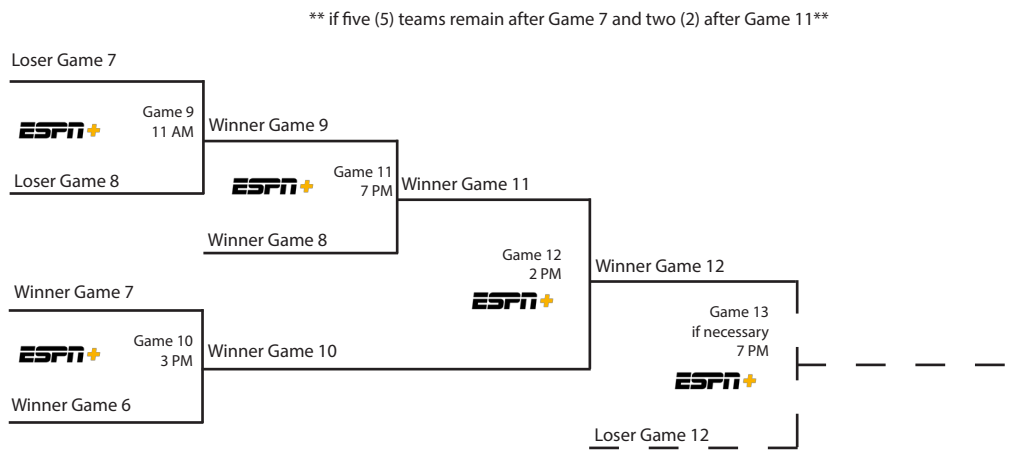 ** if five (5) teams remain after Game 7 and two (2) after Game 11**
Loser Game 7
Game 9
11 AM
ESPN+
Loser Game 8
Winner Game 9
Game 11
7 PM
ESPN+
Winner Game 8
Winner Game 11
Game 12
2 PM
ESPN+
Winner Game 7
Game 10
3 PM
ESPN+
Winner Game 6
Winner Game 10
Winner Game 12
Game 13
if necessary
7 PM
ESPN+
Loser Game 12